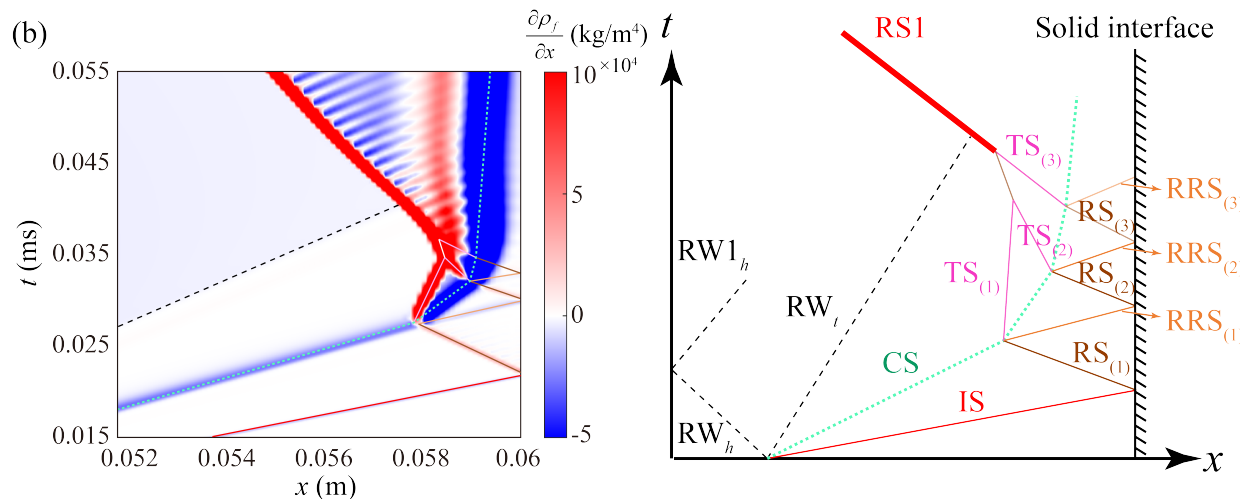 (b)
∂ρf/∂x (kg/m⁴)
10×10⁴
5
0
-5
0.055
0.045
0.035
0.025
0.015
t (ms)
0.052
0.054
0.056
0.058
0.06
x (m)
t
RS1
Solid interface
TS(3)
RRS(3
RS(3)
TS(2)
RW1h
RRS(2
RS(2)
TS(1)
RWt
RRS(1
CS
RS(1)
IS
RWh
x